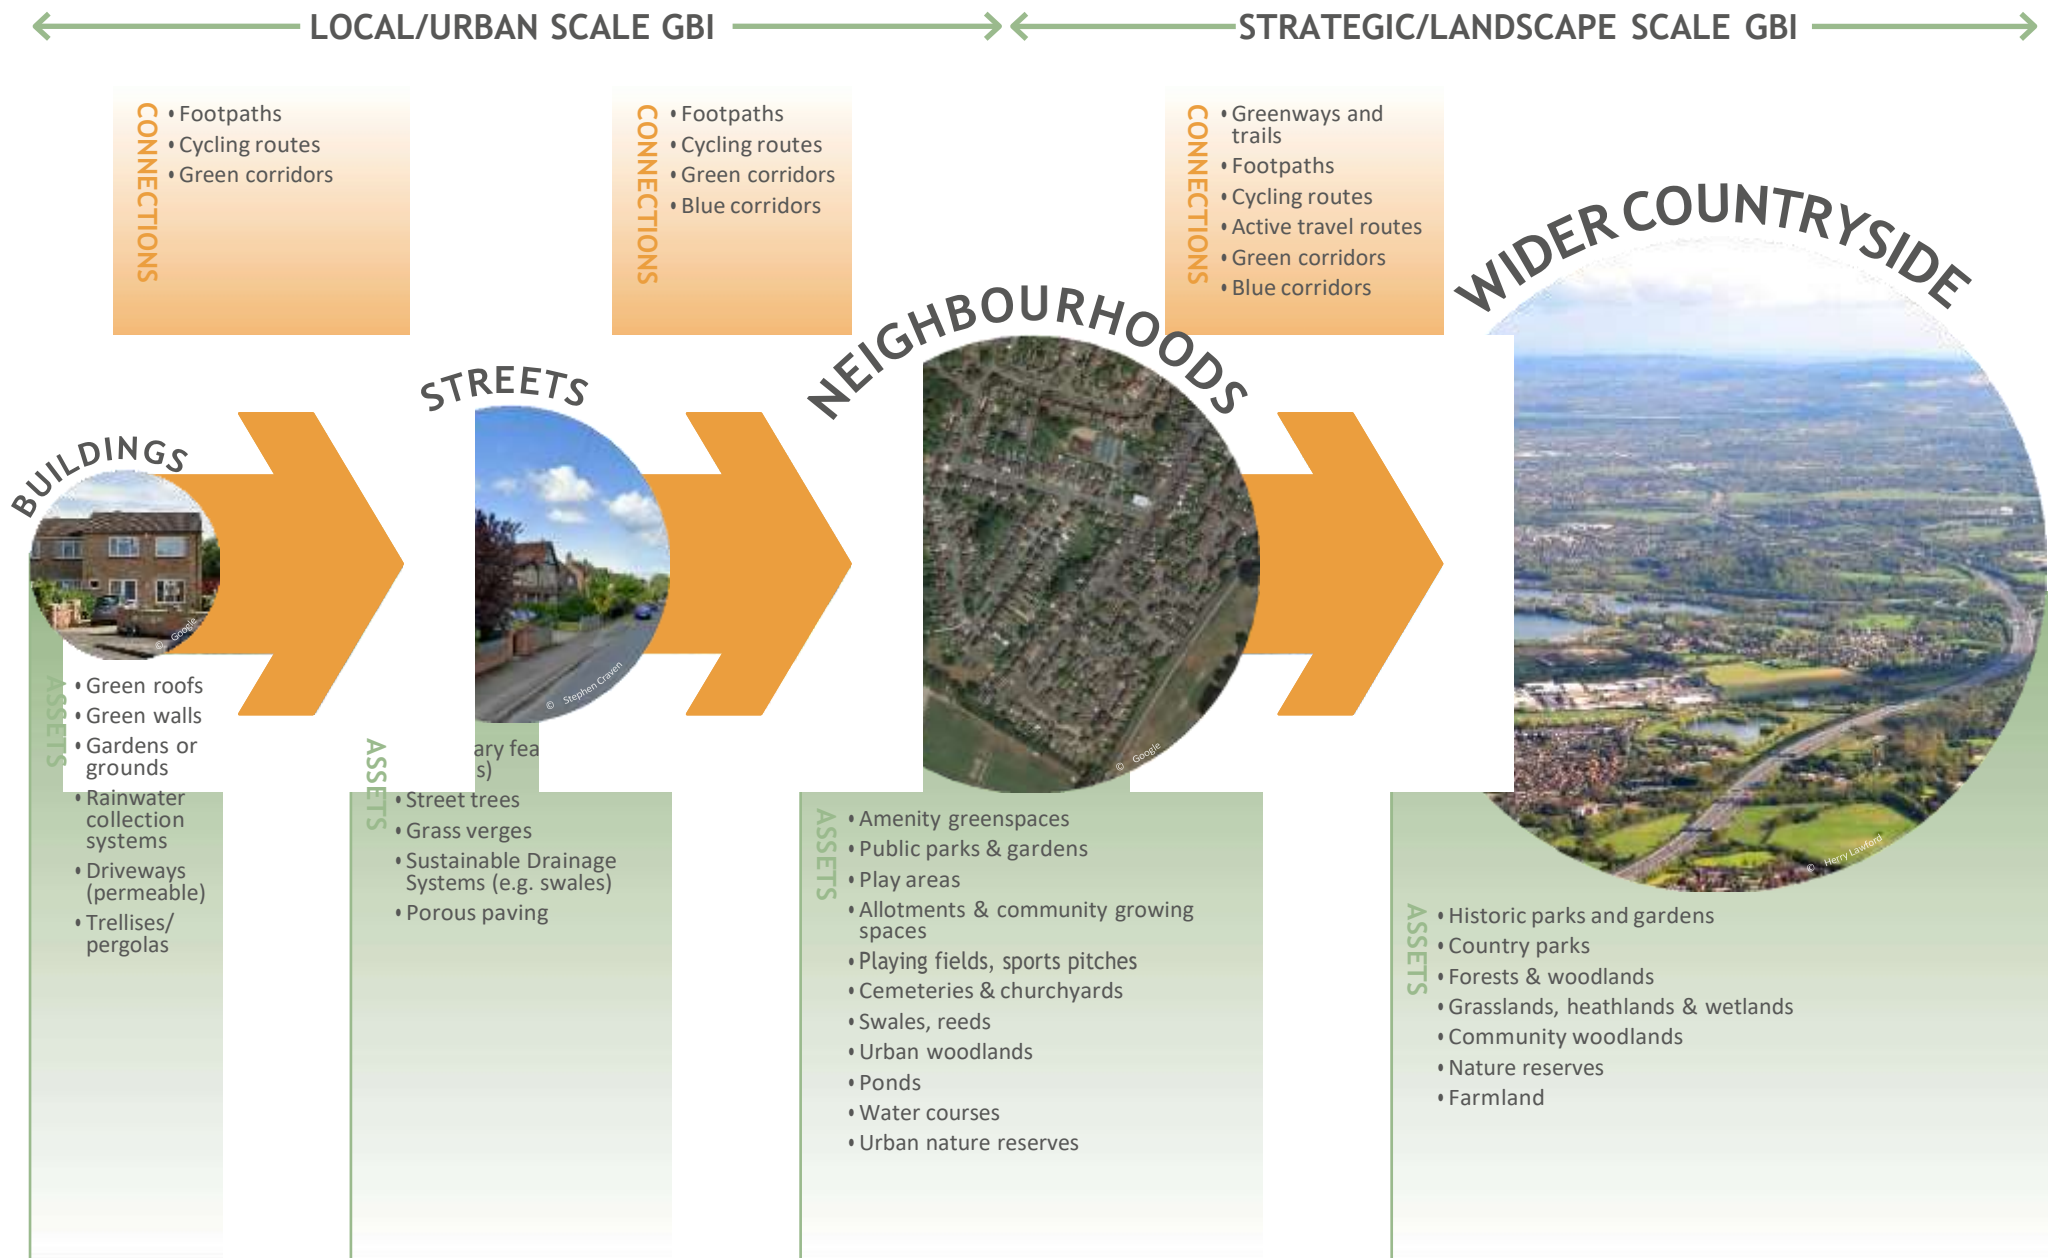 LOCAL/URBAN SCALE GBI
STRATEGIC/LANDSCAPE SCALE GBI
CONNECTIONS
• Footpaths
• Cycling routes
• Green corridors
CONNECTIONS
• Footpaths
• Cycling routes
• Green corridors
• Blue corridors
CONNECTIONS
• Greenways and
trails
• Footpaths
• Cycling routes
• Active travel routes
• Green corridors
• Blue corridors
BUILDINGS
STREETS
NEIGHBOURHOODS
WIDER COUNTRYSIDE
© Google
© Stephen Craven
© Google
© Herry Lawford
ASSETS
• Green roofs
• Green walls
• Gardens or
grounds
• Rainwater
collection
systems
• Driveways
(permeable)
• Trellises/
pergolas
ASSETS
ary fea
s)
• Street trees
• Grass verges
• Sustainable Drainage
Systems (e.g. swales)
• Porous paving
ASSETS
• Amenity greenspaces
• Public parks & gardens
• Play areas
• Allotments & community growing
spaces
• Playing fields, sports pitches
• Cemeteries & churchyards
• Swales, reeds
• Urban woodlands
• Ponds
• Water courses
• Urban nature reserves
ASSETS
• Historic parks and gardens
• Country parks
• Forests & woodlands
• Grasslands, heathlands & wetlands
• Community woodlands
• Nature reserves
• Farmland